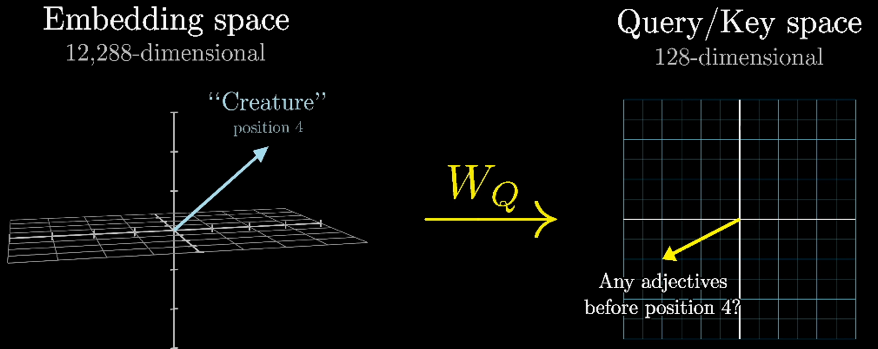 Embedding space
12,288-dimensional
“Creature”
position 4
W_Q
Query/Key space
128-dimensional
Any adjectives
before position 4?